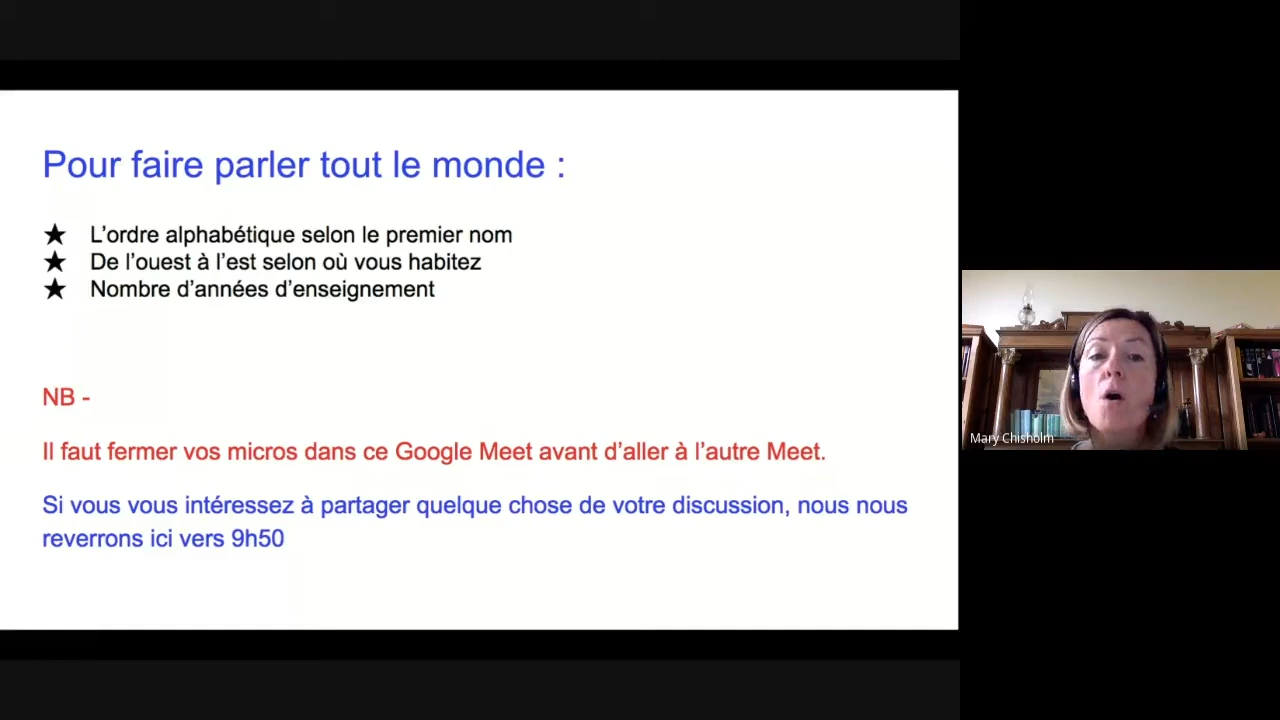 Pour faire parler tout le monde :
★ L’ordre alphabétique selon le premier nom
★ De l’ouest à l’est selon où vous habitez
★ Nombre d’années d’enseignement
NB -
Il faut fermer vos micros dans ce Google Meet avant d’aller à l’autre Meet.
Si vous vous intéressez à partager quelque chose de votre discussion, nous nous
reverrons ici vers 9h50
Mary Chisholm